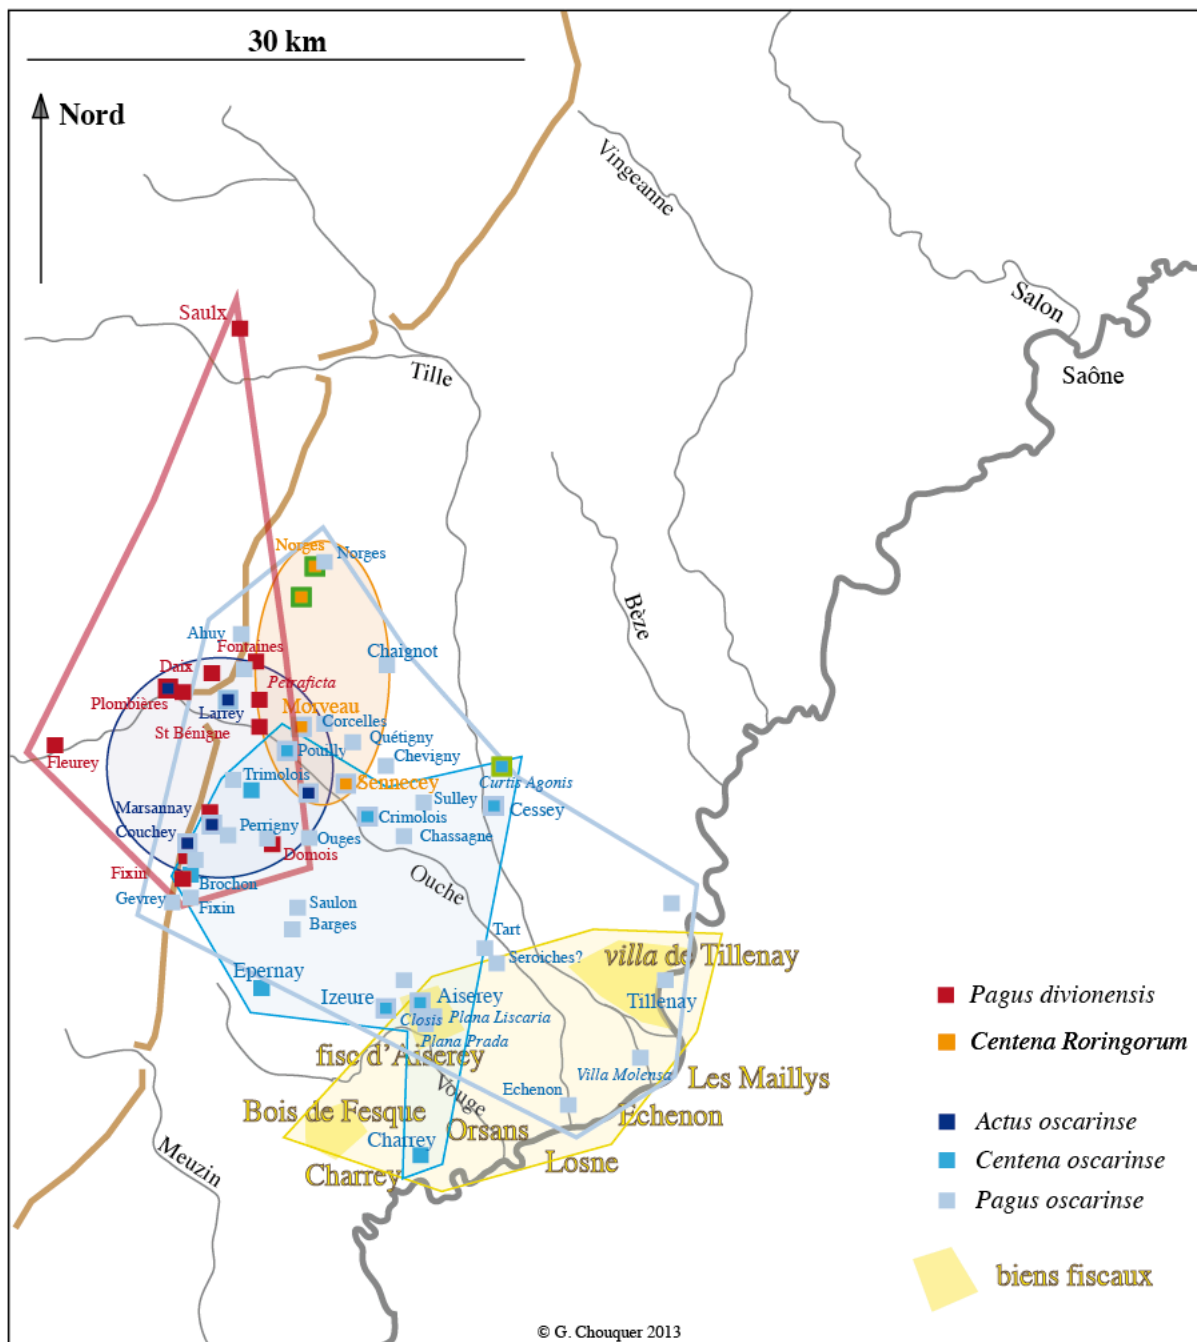 30 km
Nord
Vingeanne
Salon
Saône
Saulx
Tille
Norges
Norges
Bèze
Ahuy
Fontaines
Chaignot
Daix
Petraficta
Plombières
Larrey
Morveau
St Bénigne
Corcelles
Quétigny
Pouilly
Chevigny
Fleurey
Trimolois
Sennecey
Curtis Agonis
Marsannay
Sulley
Cessey
Crimolois
Couchey
Perrigny
Ouges
Chassagne
Domois
Fixin
Ouche
Brochon
Gevrey
Fixin
Saulon
Barges
Tart
Seroiches?
villa de Tillenay
Epernay
Izeure
Aiserey
Tillenay
Closis
Plana Liscaria
Plana Prada
fisc d'Aiserey
Villa Molensa
Les Maillys
Vouge
Echenon
Bois de Fesque
Echenon
Orsans
Charrey
Losne
Charrey
Meuzin
Pagus divionensis
Centena Roringorum
Actus oscarinse
Centena oscarinse
Pagus oscarinse
biens fiscaux
© G. Chouquer 2013